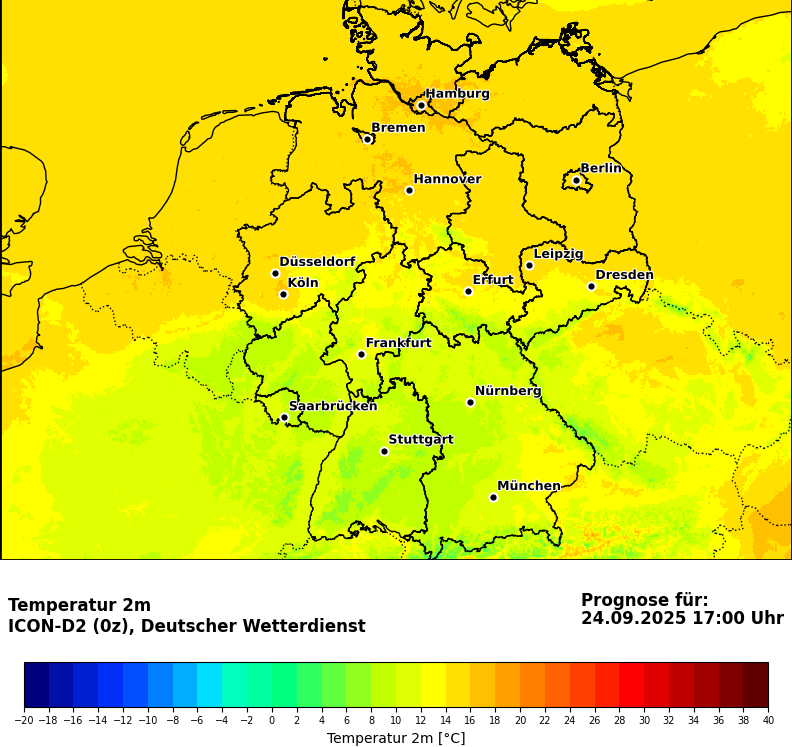 Hamburg
Bremen
Berlin
Hannover
Leipzig
Düsseldorf
Dresden
Köln
Erfurt
Frankfurt
Nürnberg
Saarbrücken
Stuttgart
München
Temperatur 2m
ICON-D2 (0z), Deutscher Wetterdienst
Prognose für:
24.09.2025 17:00 Uhr
−20 −18 −16 −14 −12 −10 −8 −6 −4 −2 0 2 4 6 8 10 12 14 16 18 20 22 24 26 28 30 32 34 36 38 40
Temperatur 2m [°C]